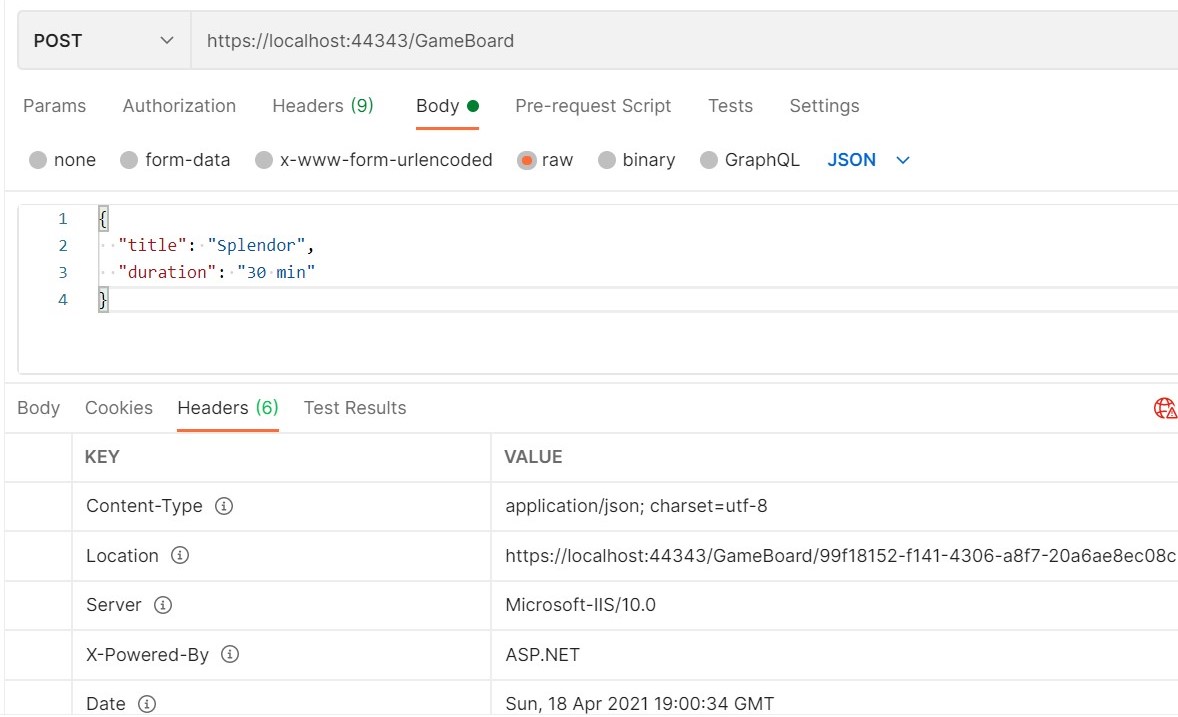 POST https://localhost:44343/GameBoard
Params Authorization Headers (9) Body Pre-request Script Tests Settings
none form-data x-www-form-urlencoded raw binary GraphQL JSON
1 {
2 "title": "Splendor",
3 "duration": "30 min"
4 }
Body Cookies Headers (6) Test Results
KEY VALUE
Content-Type application/json; charset=utf-8
Location https://localhost:44343/GameBoard/99f18152-f141-4306-a8f7-20a6ae8ec08c
Server Microsoft-IIS/10.0
X-Powered-By ASP.NET
Date Sun, 18 Apr 2021 19:00:34 GMT